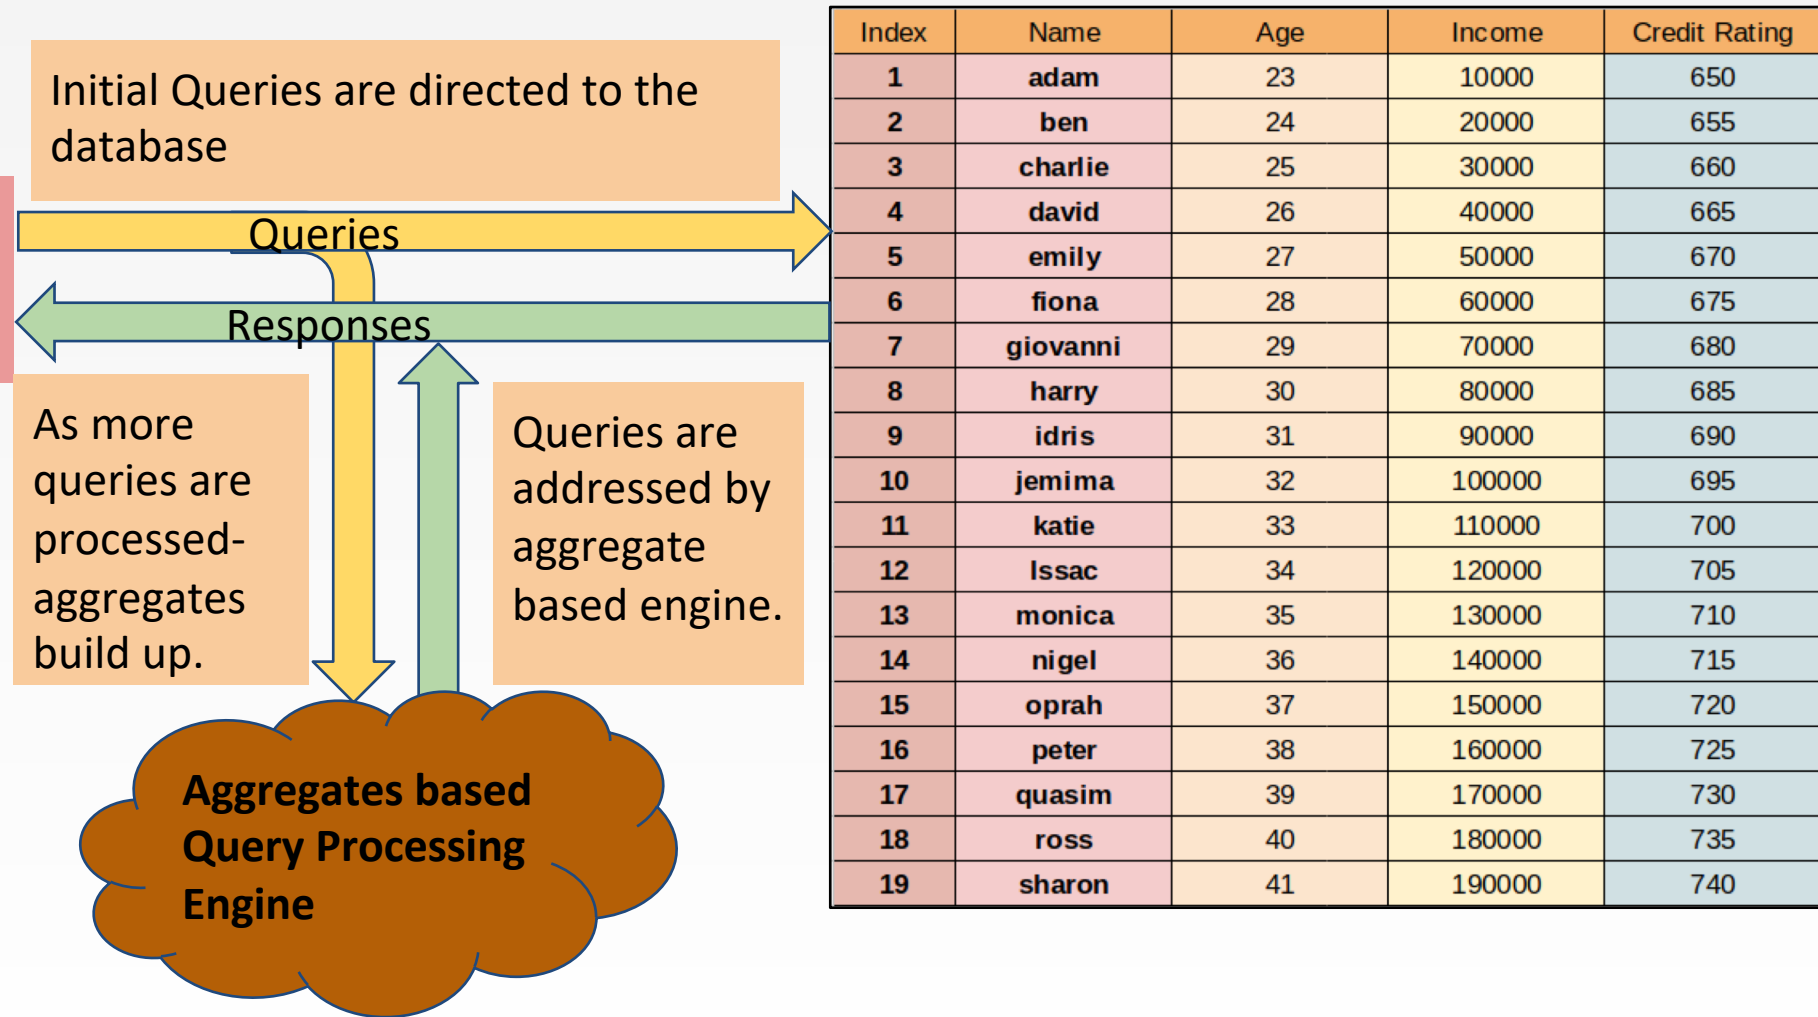 Initial Queries are directed to the
database
Queries
Responses
As more
queries are
processed-
aggregates
build up.
Queries are
addressed by
aggregate
based engine.
Aggregates based
Query Processing
Engine
Index Name Age Income Credit Rating
1 adam 23 10000 650
2 ben 24 20000 655
3 charlie 25 30000 660
4 david 26 40000 665
5 emily 27 50000 670
6 fiona 28 60000 675
7 giovanni 29 70000 680
8 harry 30 80000 685
9 idris 31 90000 690
10 jemima 32 100000 695
11 katie 33 110000 700
12 Issac 34 120000 705
13 monica 35 130000 710
14 nigel 36 140000 715
15 oprah 37 150000 720
16 peter 38 160000 725
17 quasim 39 170000 730
18 ross 40 180000 735
19 sharon 41 190000 740